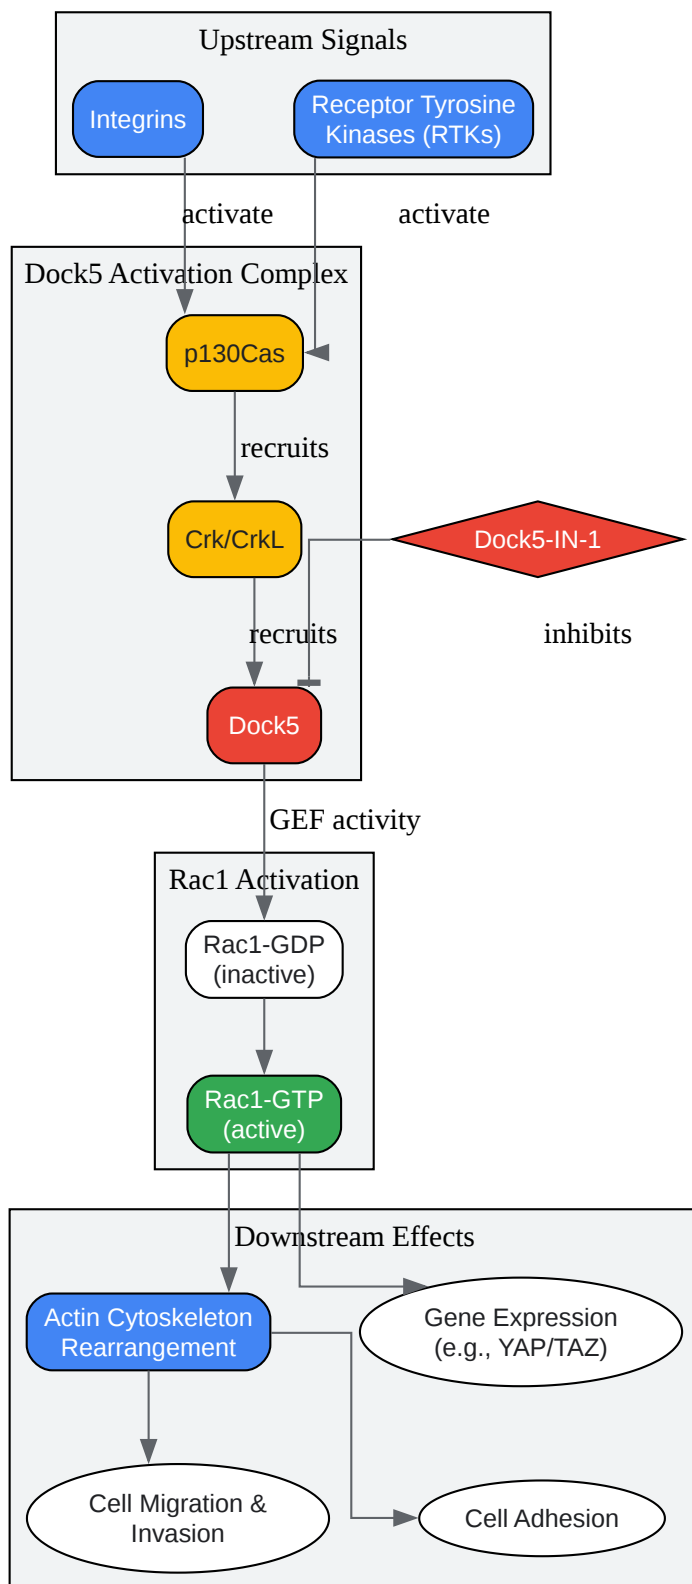 Upstream Signals
Integrins
Receptor Tyrosine
Kinases (RTKs)
activate
activate
Dock5 Activation Complex
p130Cas
recruits
Crk/CrkL
Dock5-IN-1
recruits
inhibits
Dock5
GEF activity
Rac1 Activation
Rac1-GDP
(inactive)
Rac1-GTP
(active)
Downstream Effects
Actin Cytoskeleton
Rearrangement
Gene Expression
(e.g., YAP/TAZ)
Cell Migration &
Invasion
Cell Adhesion